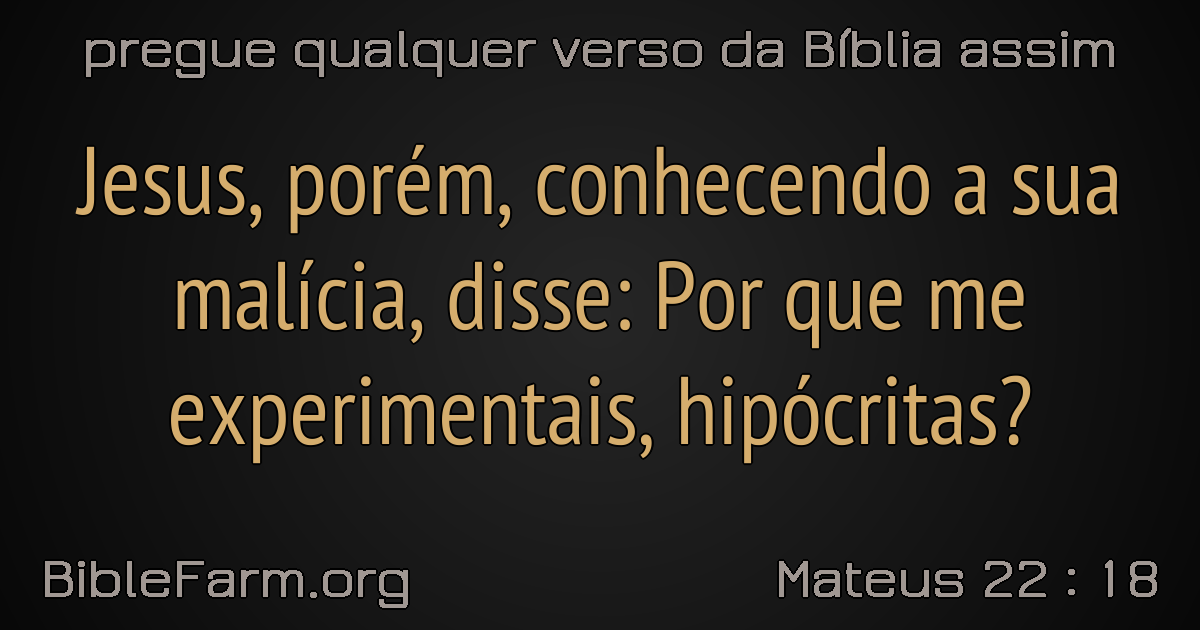 pregue qualquer verso da Bíblia assim
Jesus, porém, conhecendo a sua
malícia, disse: Por que me
experimentais, hipócritas?
BibleFarm.org
Mateus 22 : 18